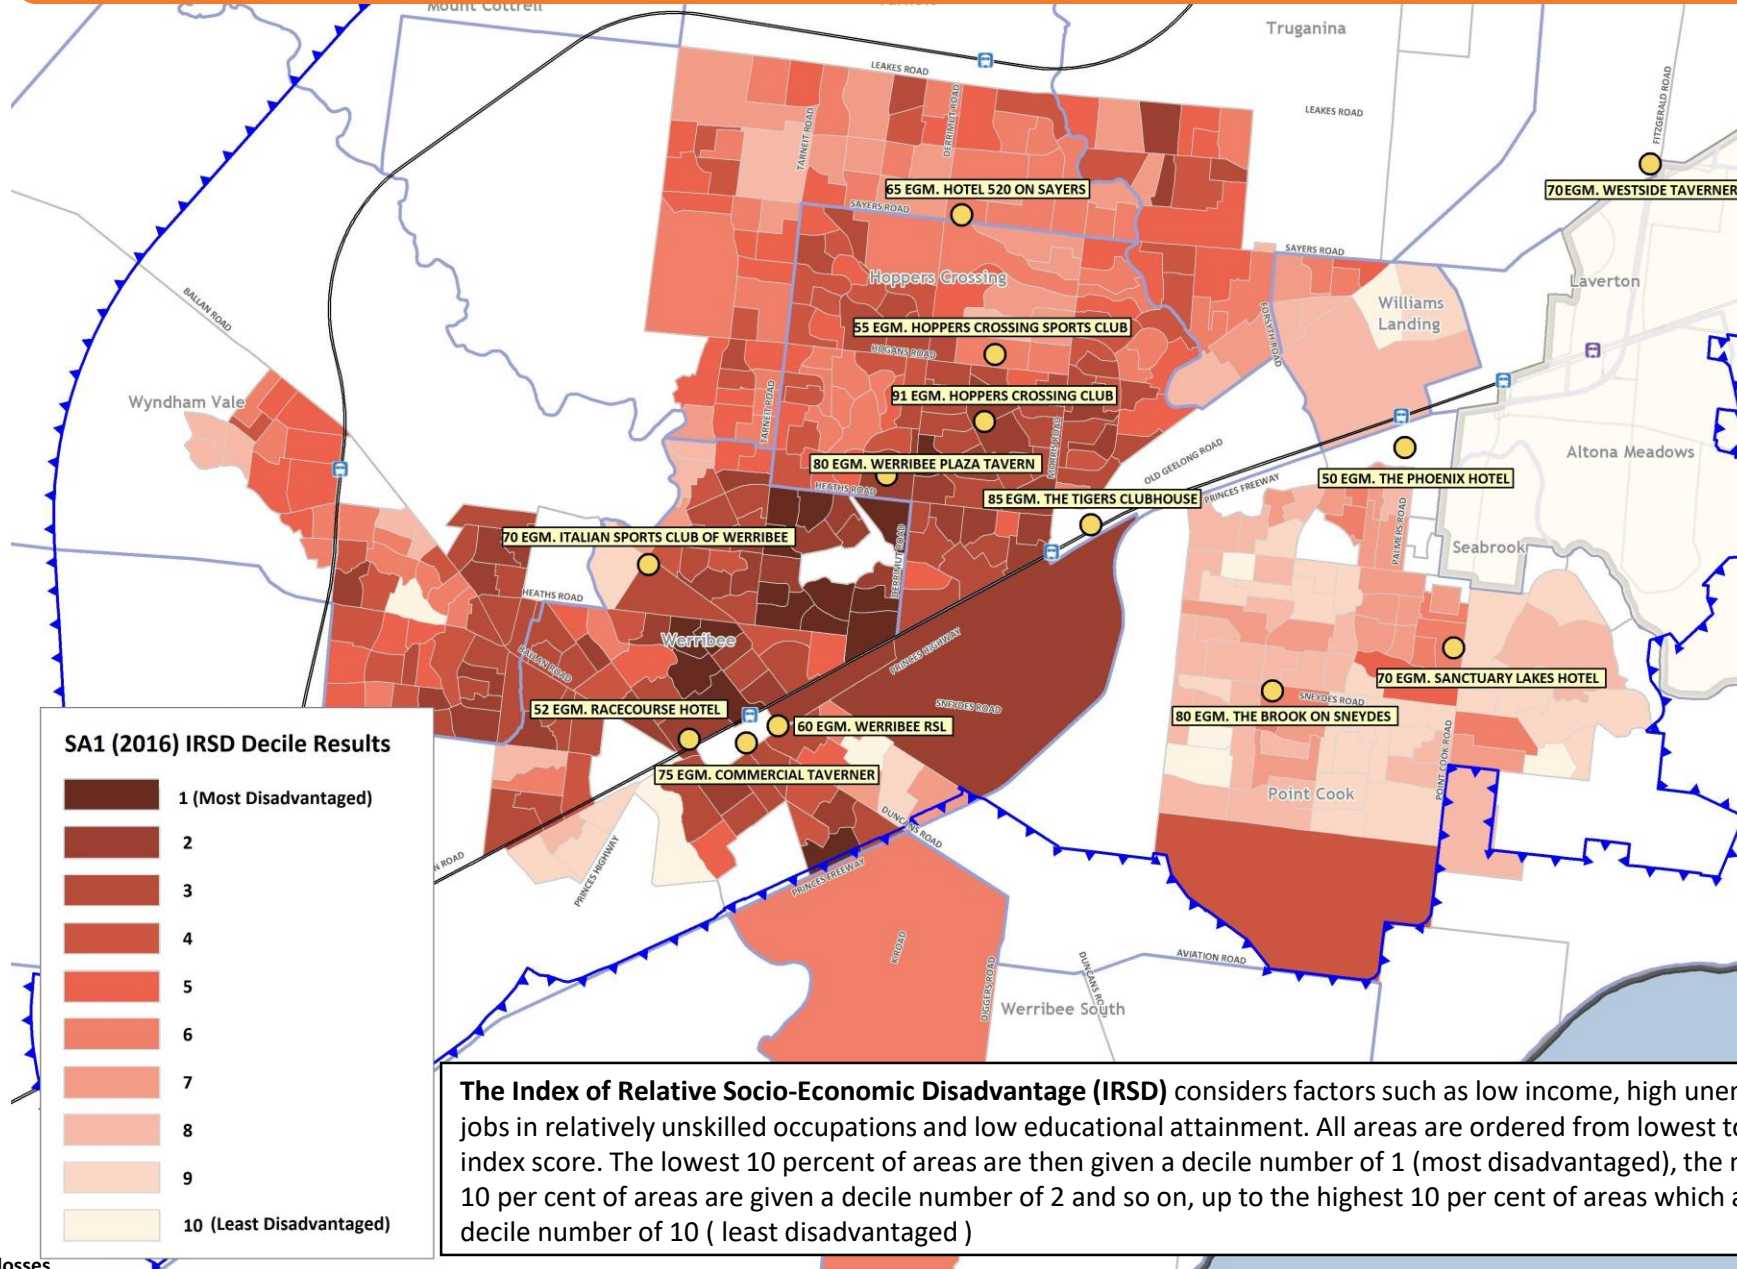 Mount Cottrell
Truganina
LEAKES ROAD
LEAKES ROAD
FITZGERALD ROAD
TARNEIT ROAD
DERRIMUT ROAD
65 EGM. HOTEL 520 ON SAYERS
70 EGM. WESTSIDE TAVERNER
SAYERS ROAD
SAYERS ROAD
Hoppers Crossing
Laverton
BALLAN ROAD
Williams
Landing
FORSYTH ROAD
55 EGM. HOPPERS CROSSING SPORTS CLUB
HOGANS ROAD
91 EGM. HOPPERS CROSSING CLUB
Wyndham Vale
TARNEIT ROAD
MORRIS ROAD
OLD GEELONG ROAD
Altona Meadows
80 EGM. WERRIBEE PLAZA TAVERN
50 EGM. THE PHOENIX HOTEL
HEATHS ROAD
85 EGM. THE TIGERS CLUBHOUSE
PRINCES FREEWAY
PALMERS ROAD
70 EGM. ITALIAN SPORTS CLUB OF WERRIBEE
DERRIMUT ROAD
Seabrook
HEATHS ROAD
Werribee
BALLAN ROAD
PRINCES HIGHWAY
70 EGM. SANCTUARY LAKES HOTEL
52 EGM. RACECOURSE HOTEL
SNEYDES ROAD
SNEYDES ROAD
80 EGM. THE BROOK ON SNEYDES
60 EGM. WERRIBEE RSL
75 EGM. COMMERCIAL TAVERNER
POINT COOK ROAD
Point Cook
DUNCANS ROAD
N ROAD
PRINCES HIGHWAY
PRINCES FREEWAY
K ROAD
DIGGERS ROAD
DUNCANS ROAD
AVIATION ROAD
Werribee South
SA1 (2016) IRSD Decile Results
1 (Most Disadvantaged)
2
3
4
5
6
7
8
9
10 (Least Disadvantaged)
The Index of Relative Socio-Economic Disadvantage (IRSD) considers factors such as low income, high
jobs in relatively unskilled occupations and low educational attainment. All areas are ordered from lowest
index score. The lowest 10 percent of areas are then given a decile number of 1 (most disadvantaged), the
10 per cent of areas are given a decile number of 2 and so on, up to the highest 10 per cent of areas which
decile number of 10 ( least disadvantaged )
losses